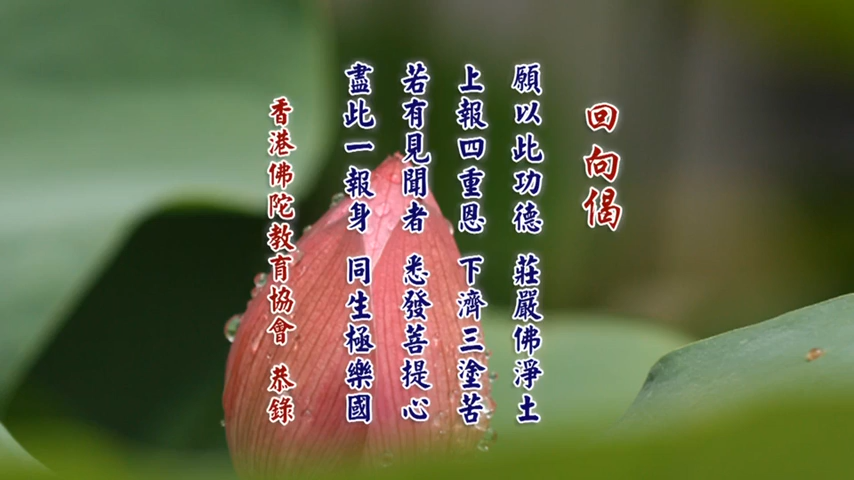 回向偈
願以此功德 莊嚴佛淨土
上報四重恩 下濟三塗苦
若有見聞者 悉發菩提心
盡此一報身 同生極樂國
香港佛陀教育協會 恭錄